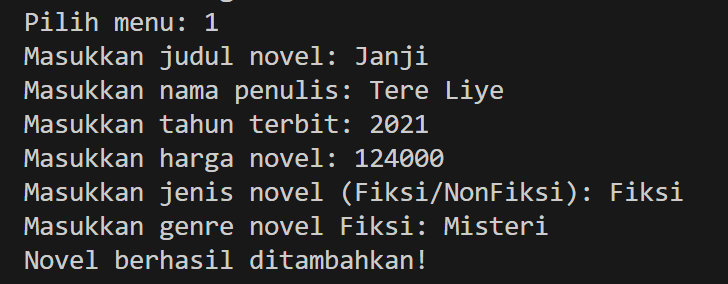 Pilih menu: 1
Masukkan judul novel: Janji
Masukkan nama penulis: Tere Liye
Masukkan tahun terbit: 2021
Masukkan harga novel: 124000
Masukkan jenis novel (Fiksi/NonFiksi): Fiksi
Masukkan genre novel Fiksi: Misteri
Novel berhasil ditambahkan!